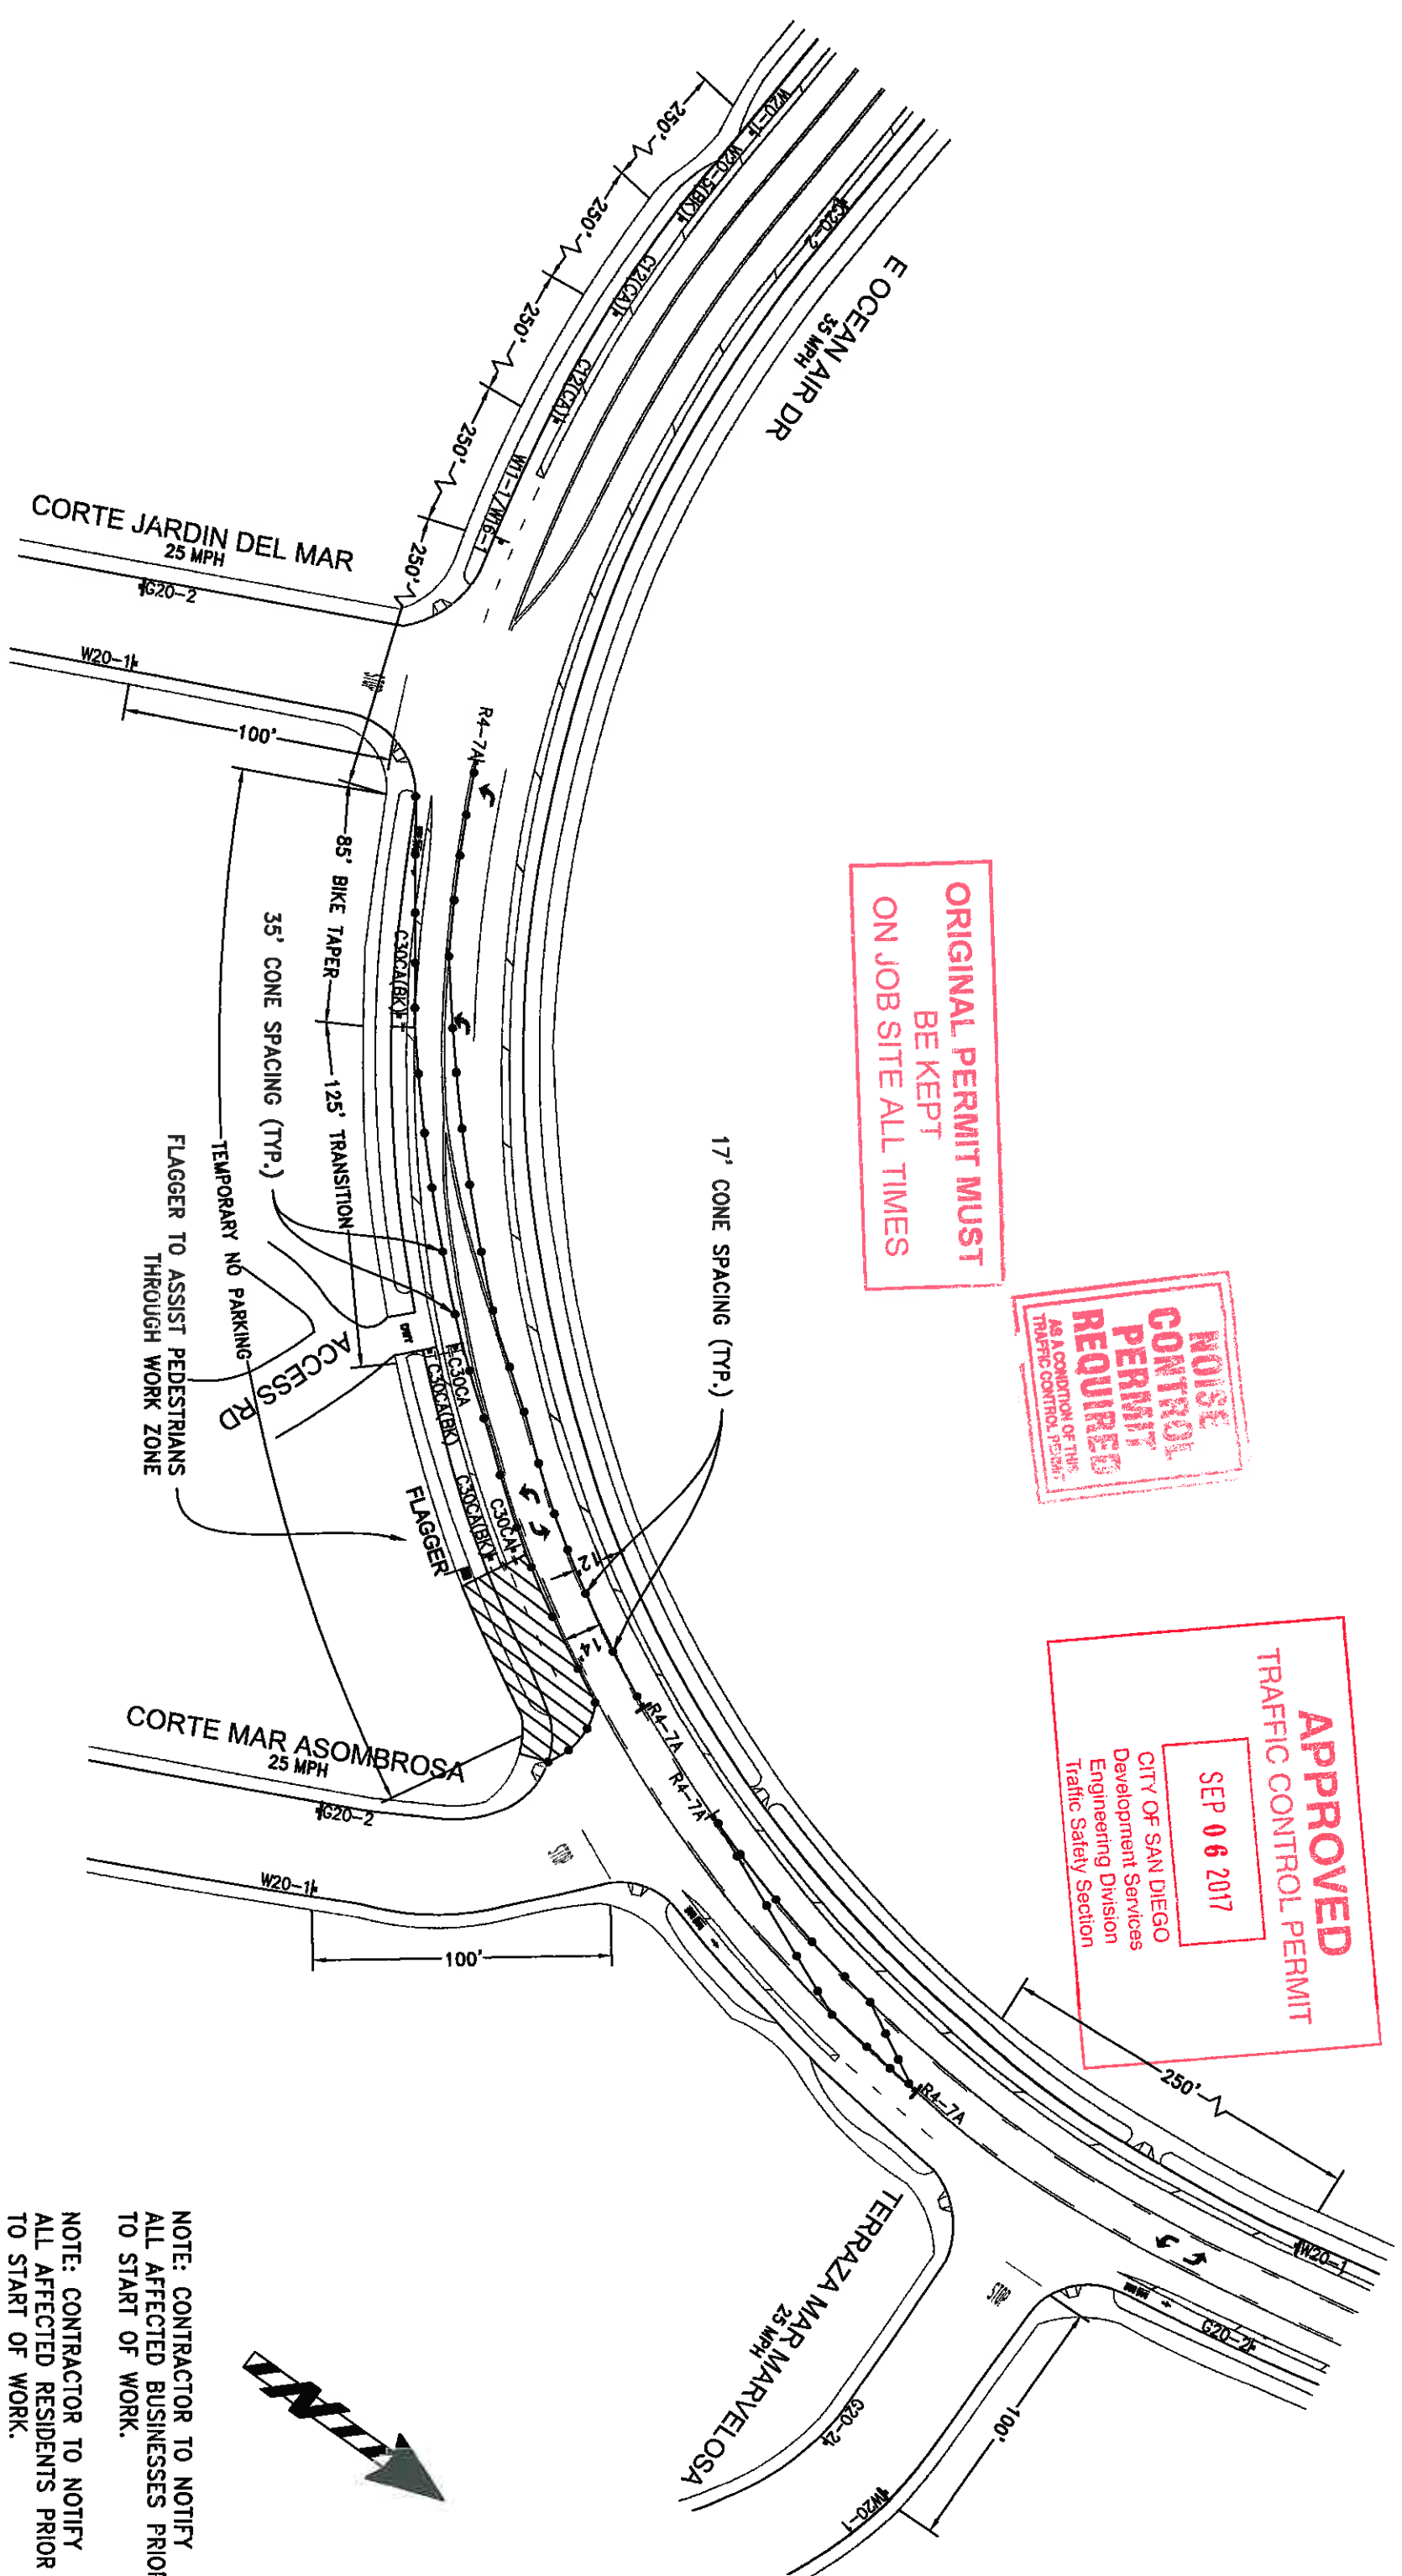 E OCEAN AIR DR
35 MPH
W20-1
W20-5(BK)
C12(CA)
C12(CA)
W11-1/W16-1
G20-2
250'
250'
250'
250'
250'
CORTE JARDIN DEL MAR
25 MPH
G20-2
W20-1
STOP
100'
R4-7A
85' BIKE TAPER
125' TRANSITION
C30CA(BK)
35' CONE SPACING (TYP.)
TEMPORARY NO PARKING
FLAGGER TO ASSIST PEDESTRIANS
THROUGH WORK ZONE
ACCESS RD
C30CA
C30CA(BK)
C30CA
C30CA(BK)
FLAGGER
17' CONE SPACING (TYP.)
12'
14'
ORIGINAL PERMIT MUST
BE KEPT
ON JOB SITE ALL TIMES
NOISE
CONTROL
PERMIT
REQUIRED
AS A CONDITION OF THIS
TRAFFIC CONTROL PERMIT
APPROVED
TRAFFIC CONTROL PERMIT
SEP 06 2017
CITY OF SAN DIEGO
Development Services
Engineering Division
Traffic Safety Section
R4-7A
R4-7A
R4-7A
CORTE MAR ASOMBROSA
25 MPH
G20-2
W20-1
STOP
100'
250'
W20-1
G20-2
STOP
TERRAZA MAR MARVELOSA
25 MPH
G20-2
W20-1
100'
N
NOTE: CONTRACTOR TO NOTIFY
ALL AFFECTED BUSINESSES PRIOR
TO START OF WORK.
NOTE: CONTRACTOR TO NOTIFY
ALL AFFECTED RESIDENTS PRIOR
TO START OF WORK.